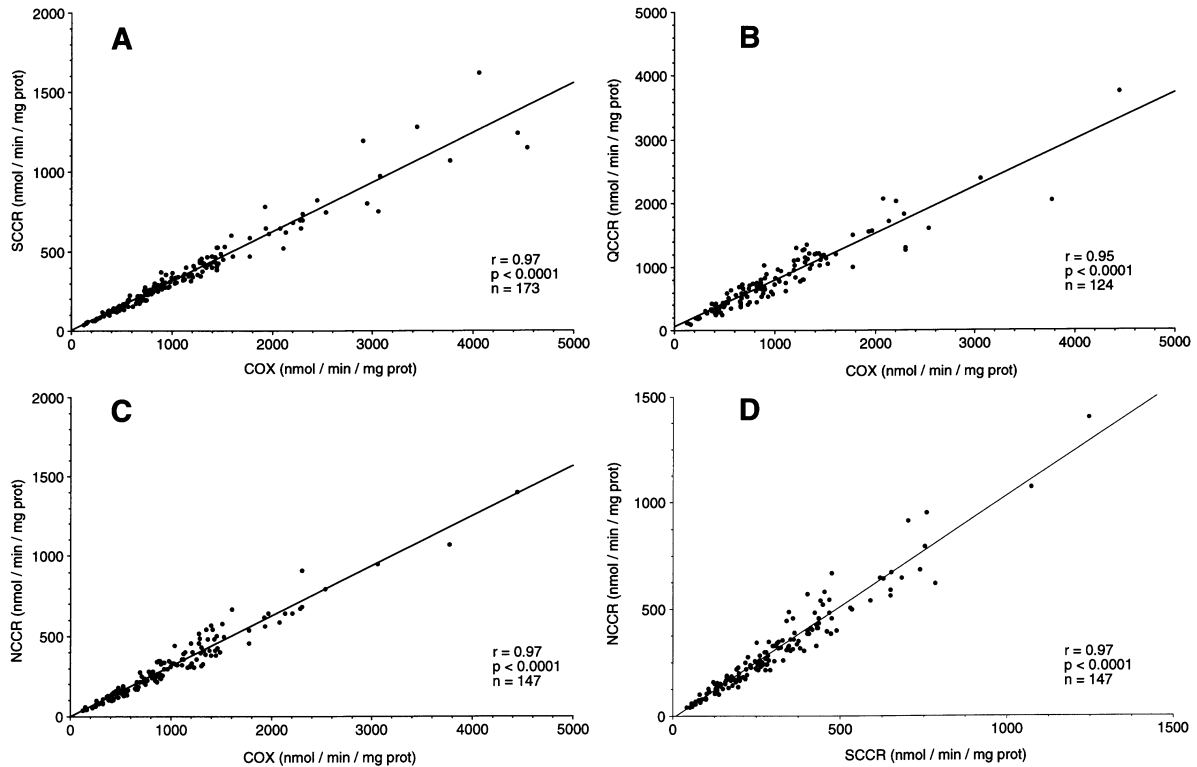 A
SCCR (nmol / min / mg prot)
2000
1500
1000
500
0
r = 0.97
p < 0.0001
n = 173
0 1000 2000 3000 4000 5000
COX (nmol / min / mg prot)
B
QCCR (nmol / min / mg prot)
5000
4000
3000
2000
1000
0
r = 0.95
p < 0.0001
n = 124
0 1000 2000 3000 4000 5000
COX (nmol / min / mg prot)
C
NCCR (nmol / min / mg prot)
2000
1500
1000
500
0
r = 0.97
p < 0.0001
n = 147
0 1000 2000 3000 4000 5000
COX (nmol / min / mg prot)
D
NCCR (nmol / min / mg prot)
1500
1000
500
0
r = 0.97
p < 0.0001
n = 147
0 500 1000 1500
SCCR (nmol / min / mg prot)